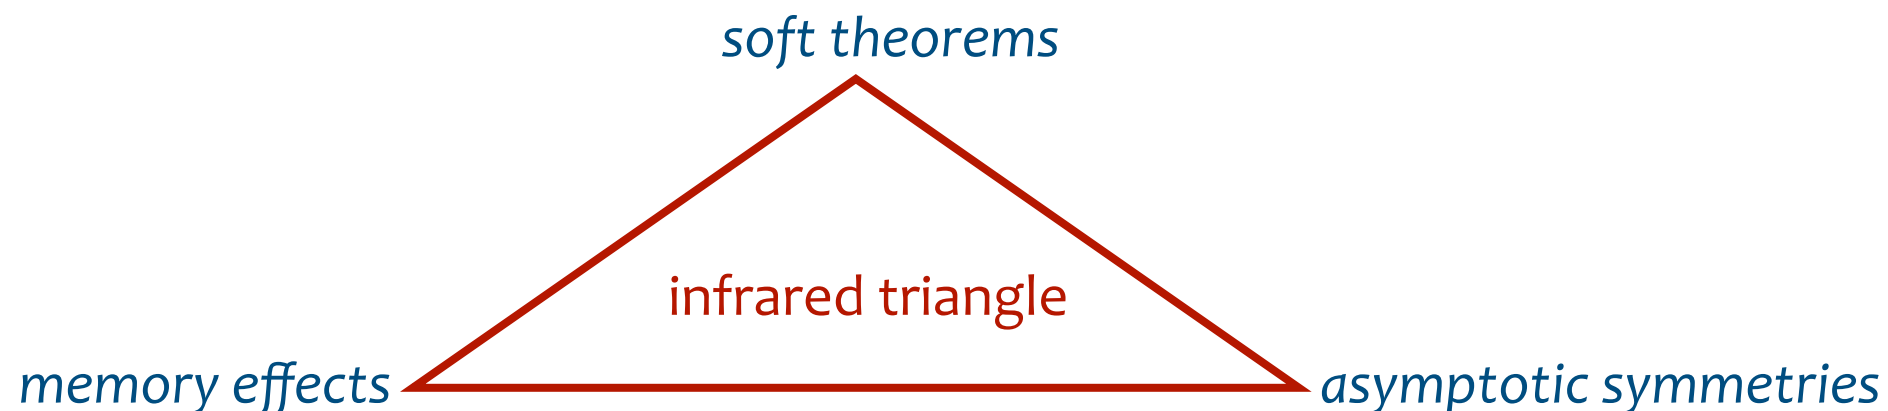 soft theorems
infrared triangle
memory effects
asymptotic symmetries